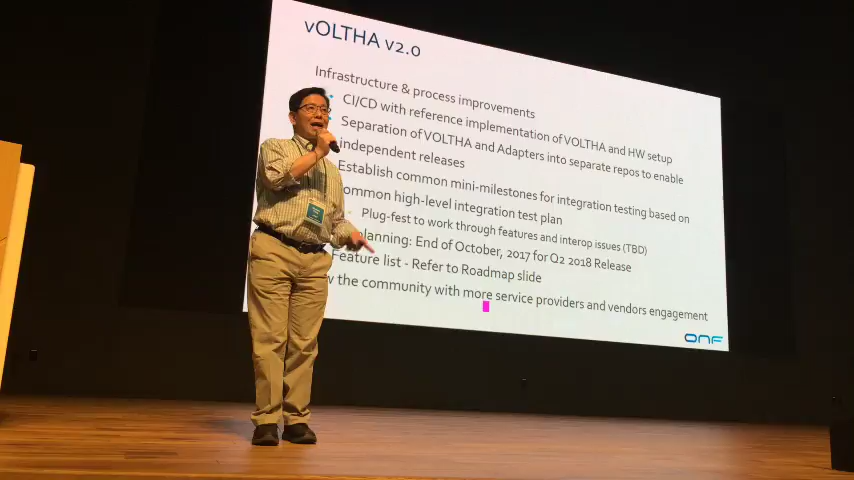 vOLTHA v2.0
Infrastructure & process improvements
CI/CD with reference implementation of VOLTHA and HW setup
Separation of VOLTHA and Adapters into separate repos to enable
independent releases
Establish common mini-milestones for integration testing based on
ommon high-level integration test plan
Plug-fest to work through features and interop issues (TBD)
planning: End of October, 2017 for Q2 2018 Release
Feature list - Refer to Roadmap slide
w the community with more service providers and vendors engagement
ONF